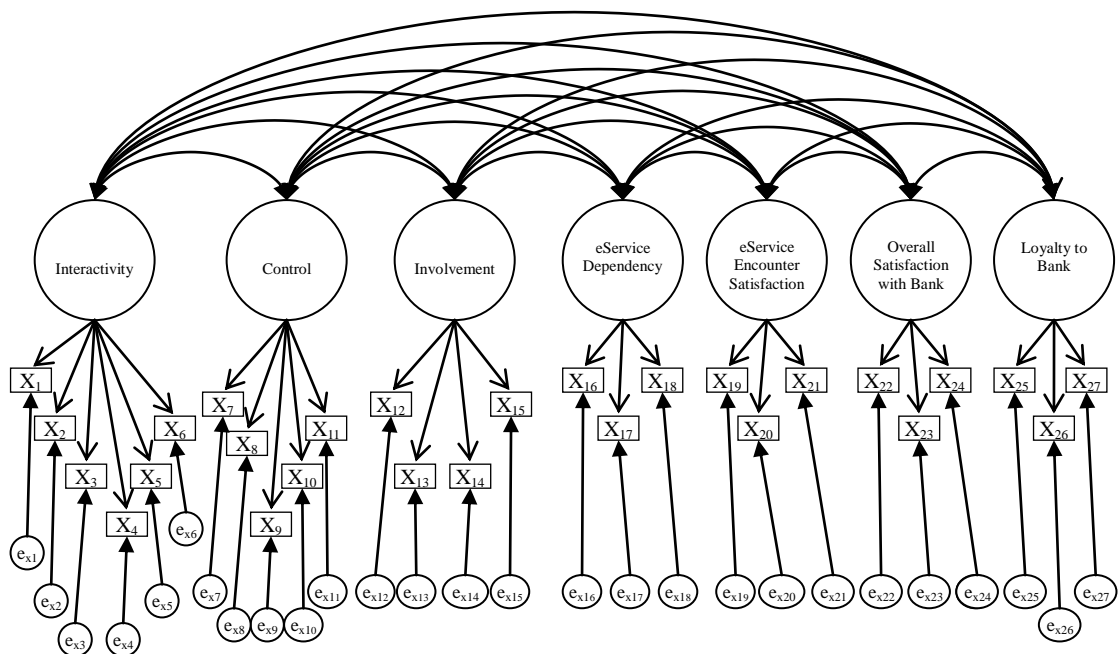 Interactivity
Control
Involvement
eService
Dependency
eService
Encounter
Satisfaction
Overall
Satisfaction
with Bank
Loyalty to
Bank
X1
X2
X3
X4
X5
X6
X7
X8
X9
X10
X11
X12
X13
X14
X15
X16
X17
X18
X19
X20
X21
X22
X23
X24
X25
X26
X27
ex1
ex2
ex3
ex4
ex5
ex6
ex7
ex8
ex9
ex10
ex11
ex12
ex13
ex14
ex15
ex16
ex17
ex18
ex19
ex20
ex21
ex22
ex23
ex24
ex25
ex26
ex27